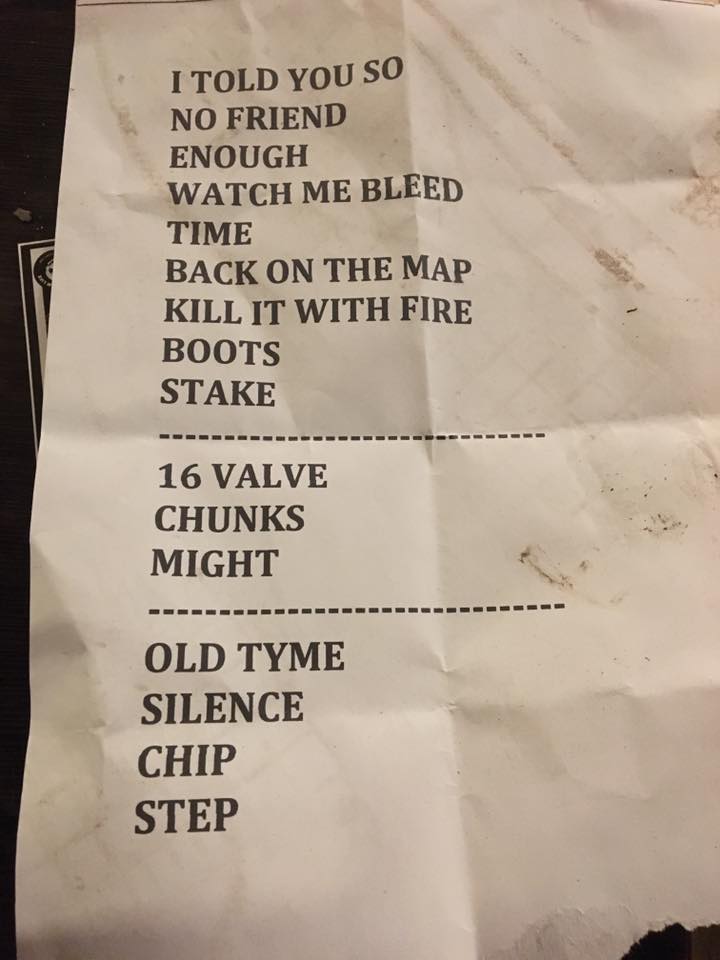 I TOLD YOU SO
NO FRIEND
ENOUGH
WATCH ME BLEED
TIME
BACK ON THE MAP
KILL IT WITH FIRE
BOOTS
STAKE
------------------------------
16 VALVE
CHUNKS
MIGHT
------------------------------
OLD TYME
SILENCE
CHIP
STEP